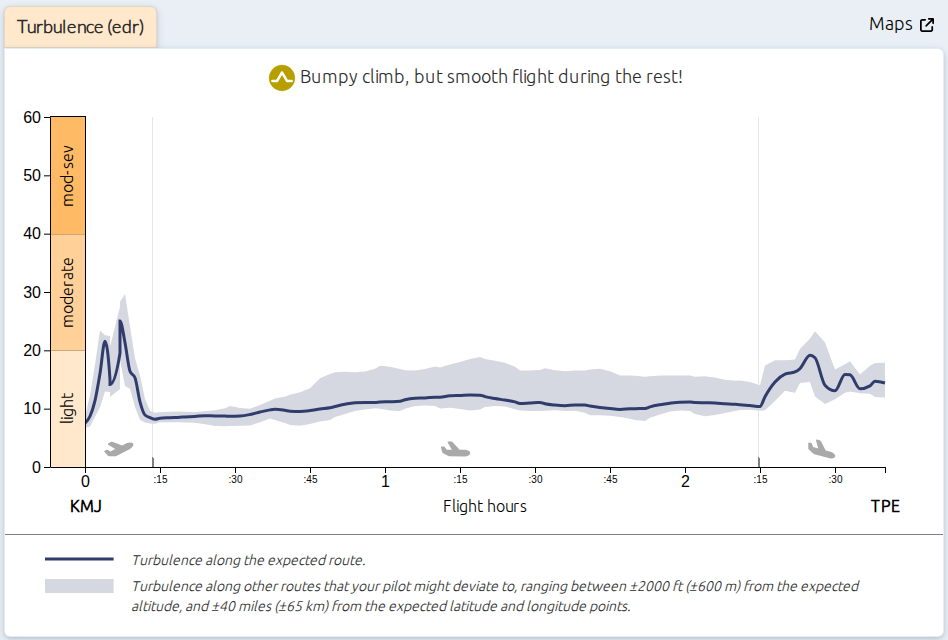 Turbulence (edr)
Maps
Bumpy climb, but smooth flight during the rest!
60
50
40
30
20
10
0
mod-sev
moderate
light
0 :15 :30 :45 1 :15 :30 :45 2 :15 :30
KMJ Flight hours TPE
Turbulence along the expected route.
Turbulence along other routes that your pilot might deviate to, ranging between ±2000 ft (±600 m) from the expected
altitude, and ±40 miles (±65 km) from the expected latitude and longitude points.